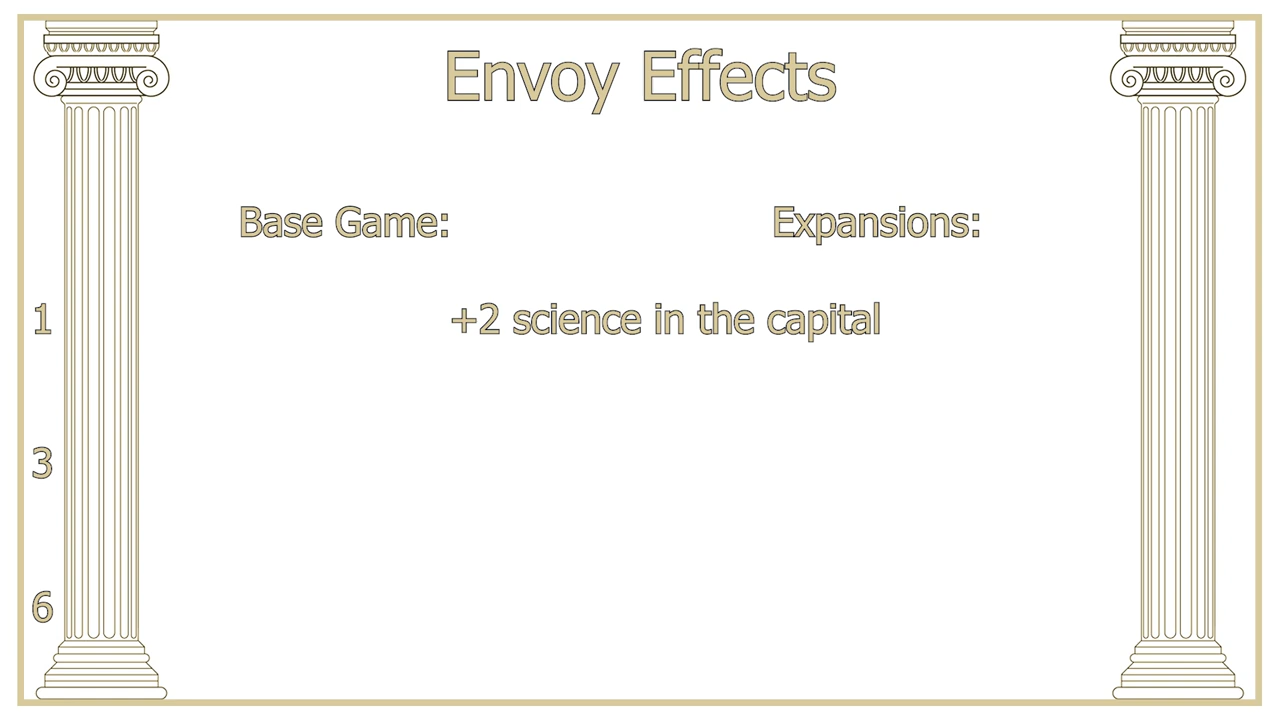 Envoy Effects
Base Game:
Expansions:
1
+2 science in the capital
3
6